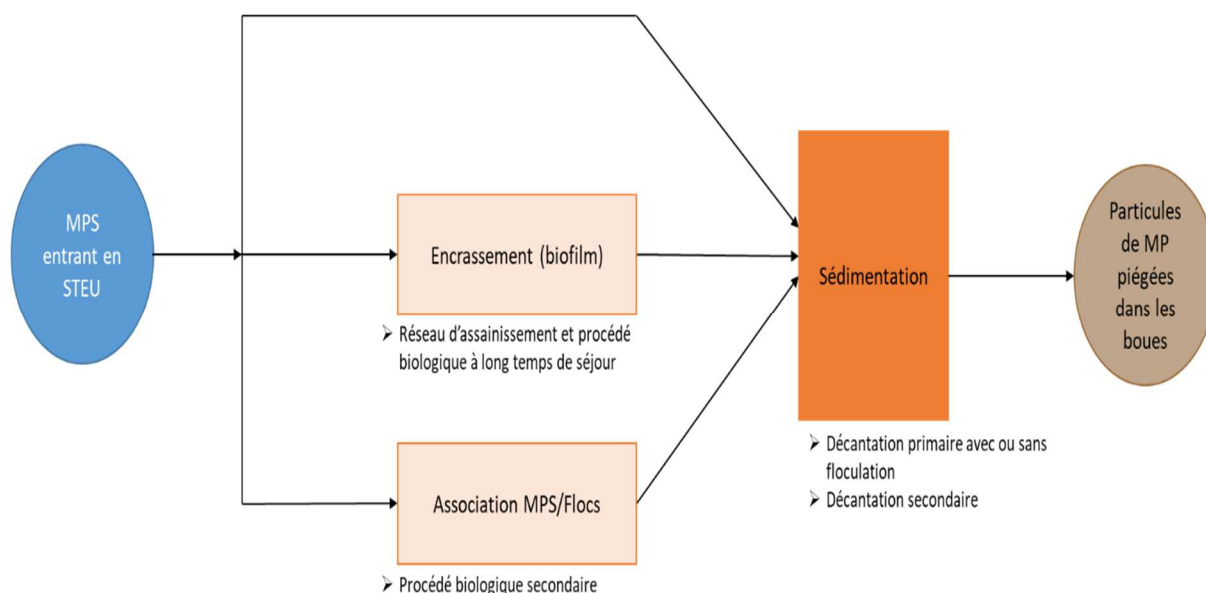 MPS
entrant en
STEU
Encrassement (biofilm)
➢ Réseau d'assainissement et procédé
biologique à long temps de séjour
Association MPS/Flocs
➢ Procédé biologique secondaire
Sédimentation
➢ Décantation primaire avec ou sans
floculation
➢ Décantation secondaire
Particules
de MP
piégées
dans les
boues